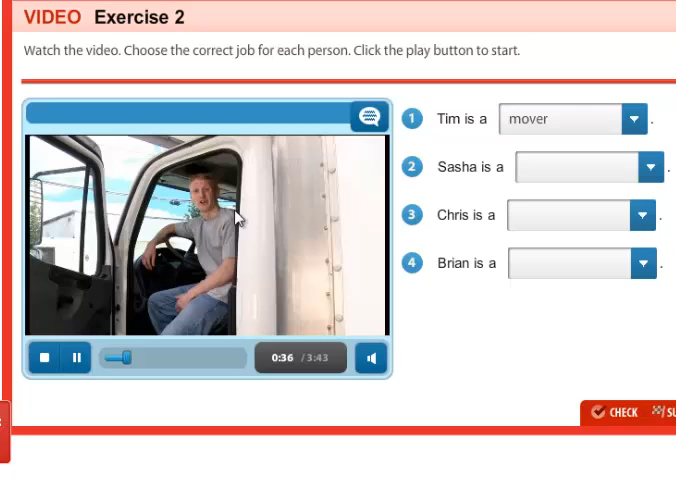 VIDEO Exercise 2
Watch the video. Choose the correct job for each person. Click the play button to start.
1 Tim is a mover .
2 Sasha is a .
3 Chris is a .
4 Brian is a .
0:36 / 3:43
CHECK